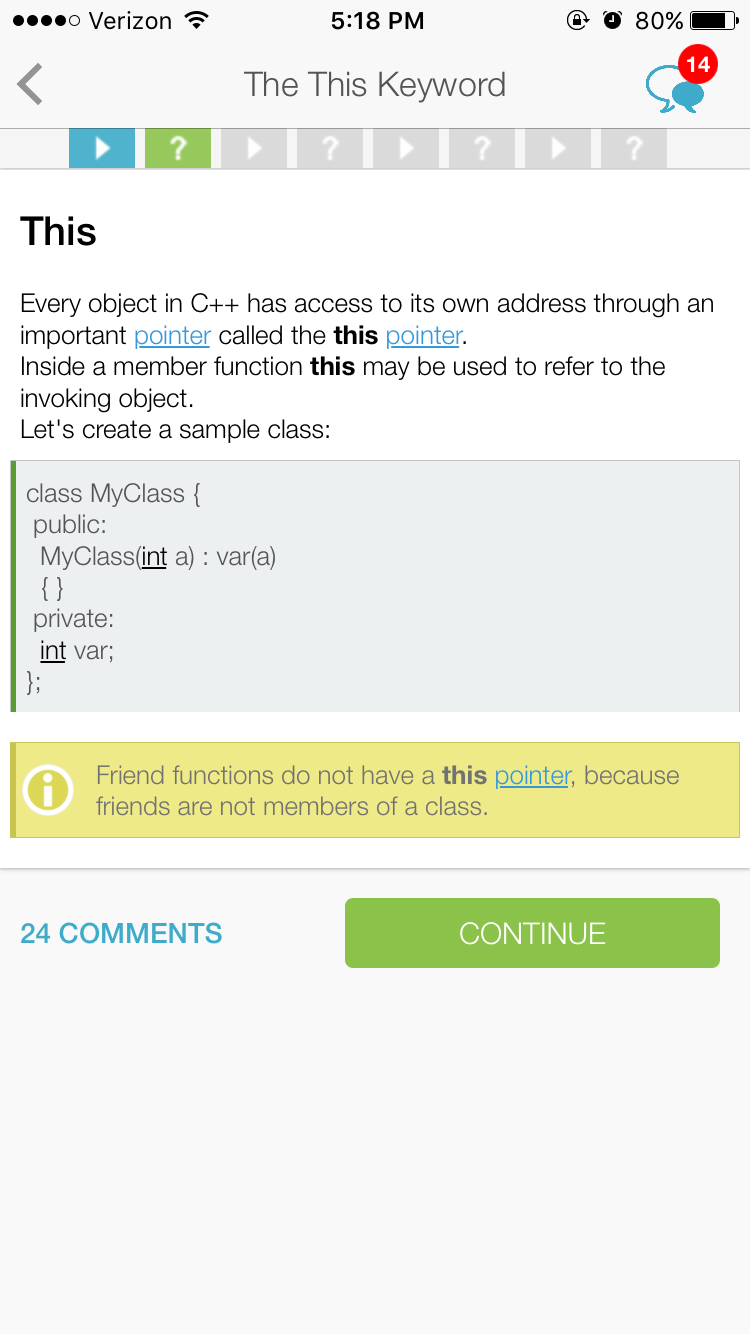 Verizon 5:18 PM 80%
The This Keyword 14
? ? ? ?
This
Every object in C++ has access to its own address through an
important pointer called the this pointer.
Inside a member function this may be used to refer to the
invoking object.
Let's create a sample class:
class MyClass {
public:
MyClass(int a) : var(a)
{ }
private:
int var;
};
i Friend functions do not have a this pointer, because
friends are not members of a class.
24 COMMENTS CONTINUE